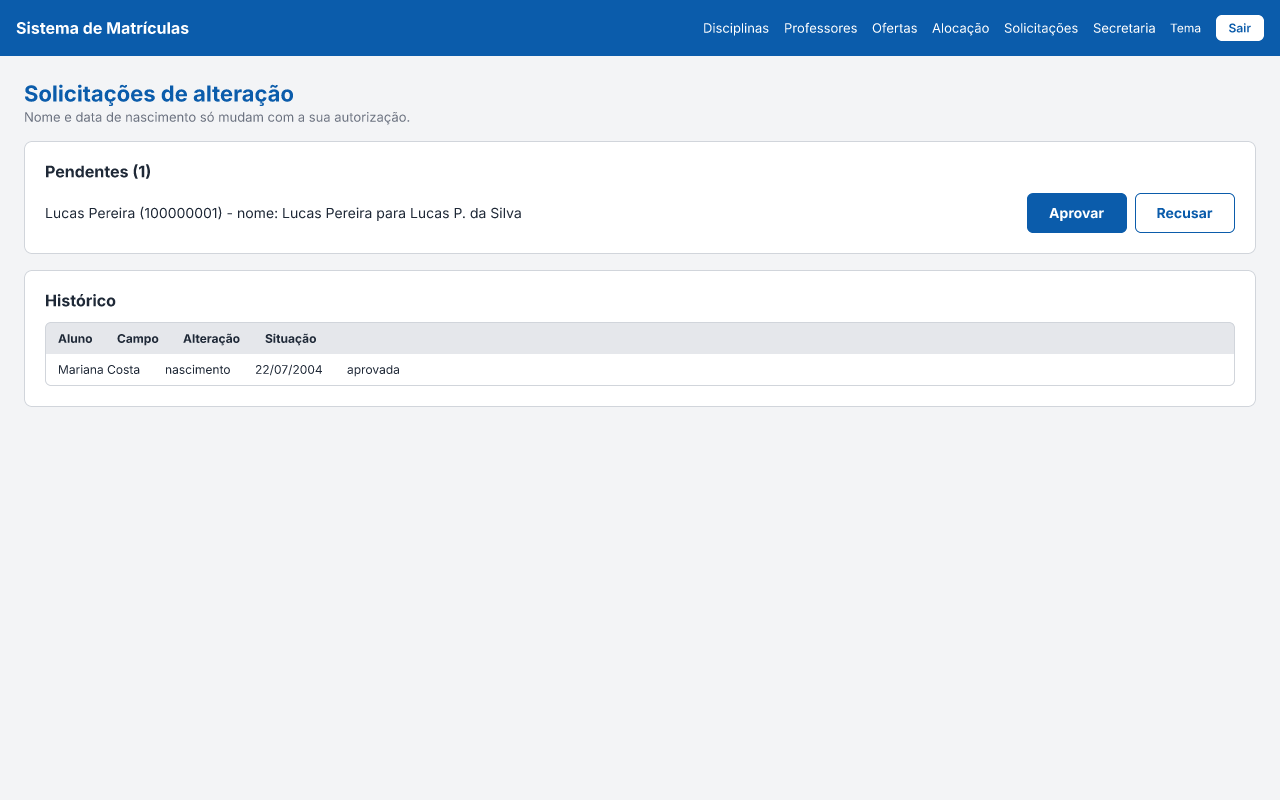 Sistema de Matrículas
Disciplinas Professores Ofertas Alocação Solicitações Secretaria Tema Sair
Solicitações de alteração
Nome e data de nascimento só mudam com a sua autorização.
Pendentes (1)
Lucas Pereira (100000001) - nome: Lucas Pereira para Lucas P. da Silva
Aprovar Recusar
Histórico
Aluno Campo Alteração Situação
Mariana Costa nascimento 22/07/2004 aprovada